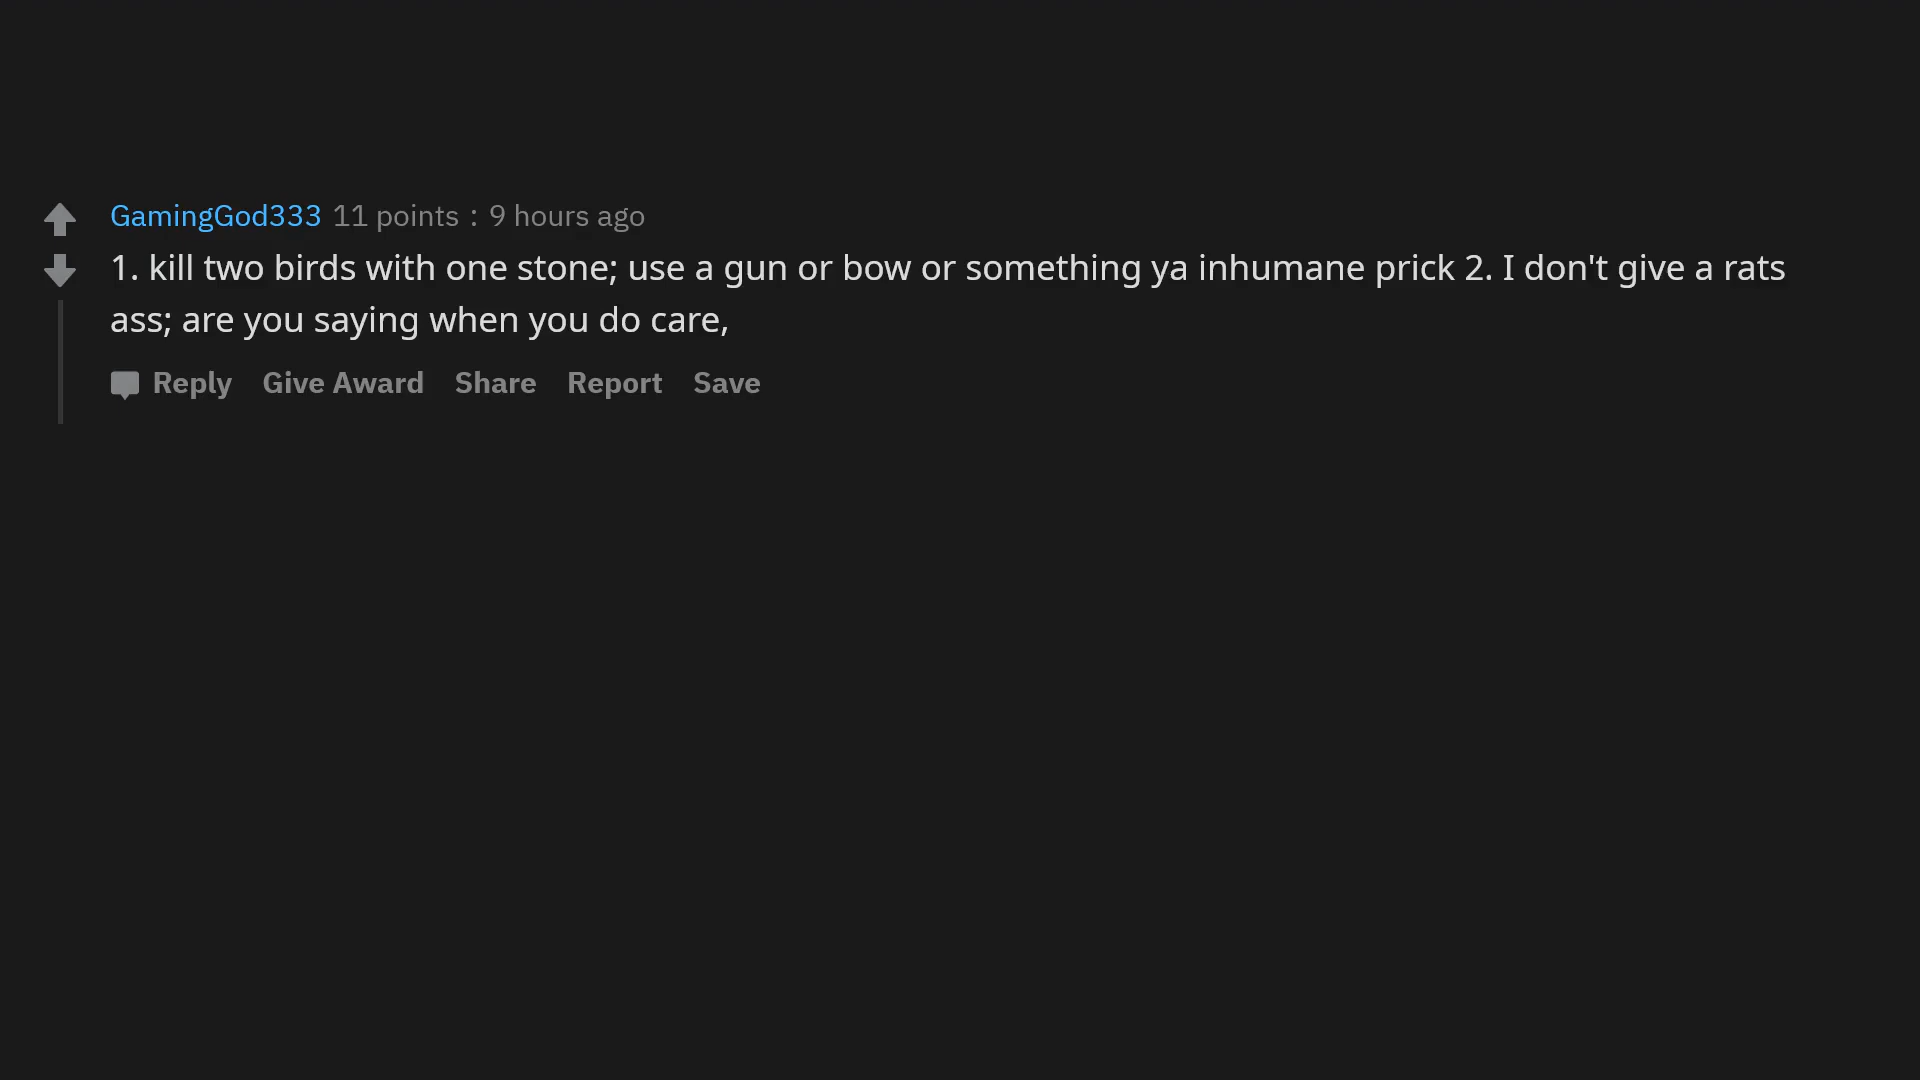 GamingGod333 11 points : 9 hours ago
1. kill two birds with one stone; use a gun or bow or something ya inhumane prick 2. I don't give a rats
ass; are you saying when you do care,
Reply Give Award Share Report Save